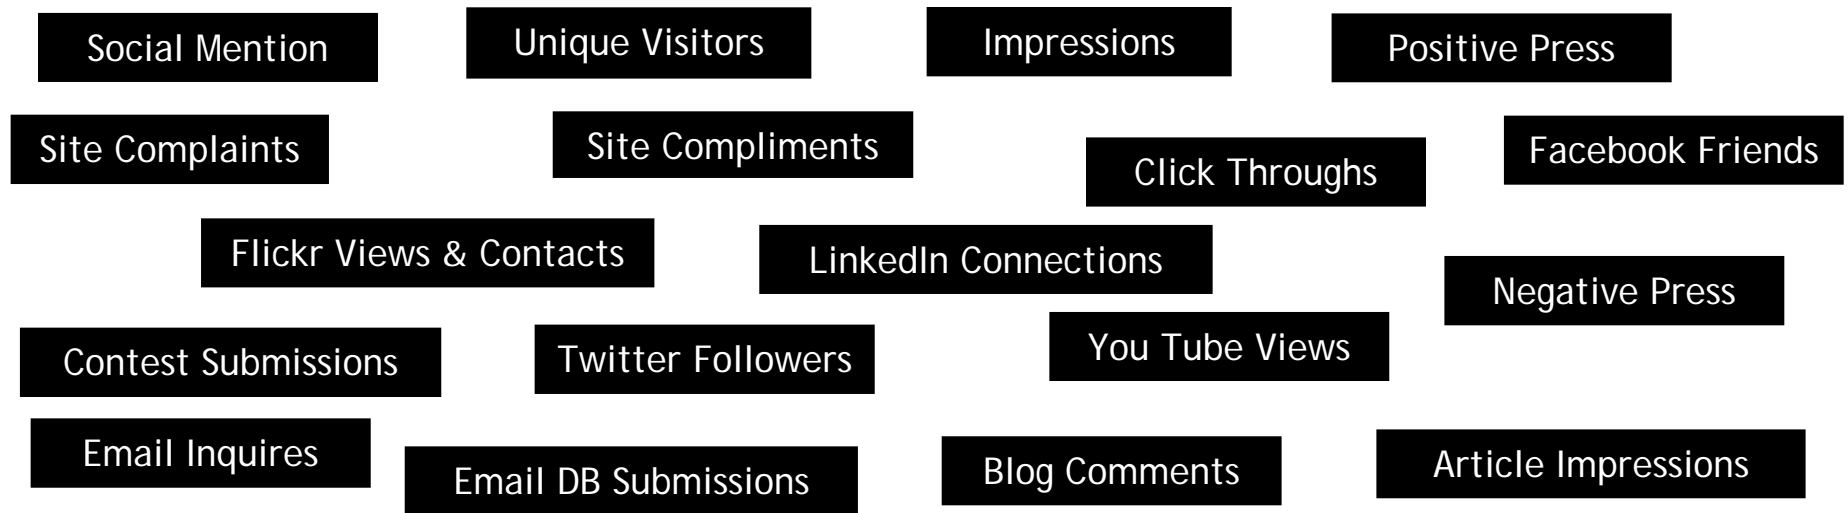 Social Mention
Unique Visitors
Impressions
Positive Press
Site Complaints
Site Compliments
Click Throughs
Facebook Friends
Flickr Views & Contacts
LinkedIn Connections
Negative Press
Contest Submissions
Twitter Followers
You Tube Views
Email Inquires
Email DB Submissions
Blog Comments
Article Impressions